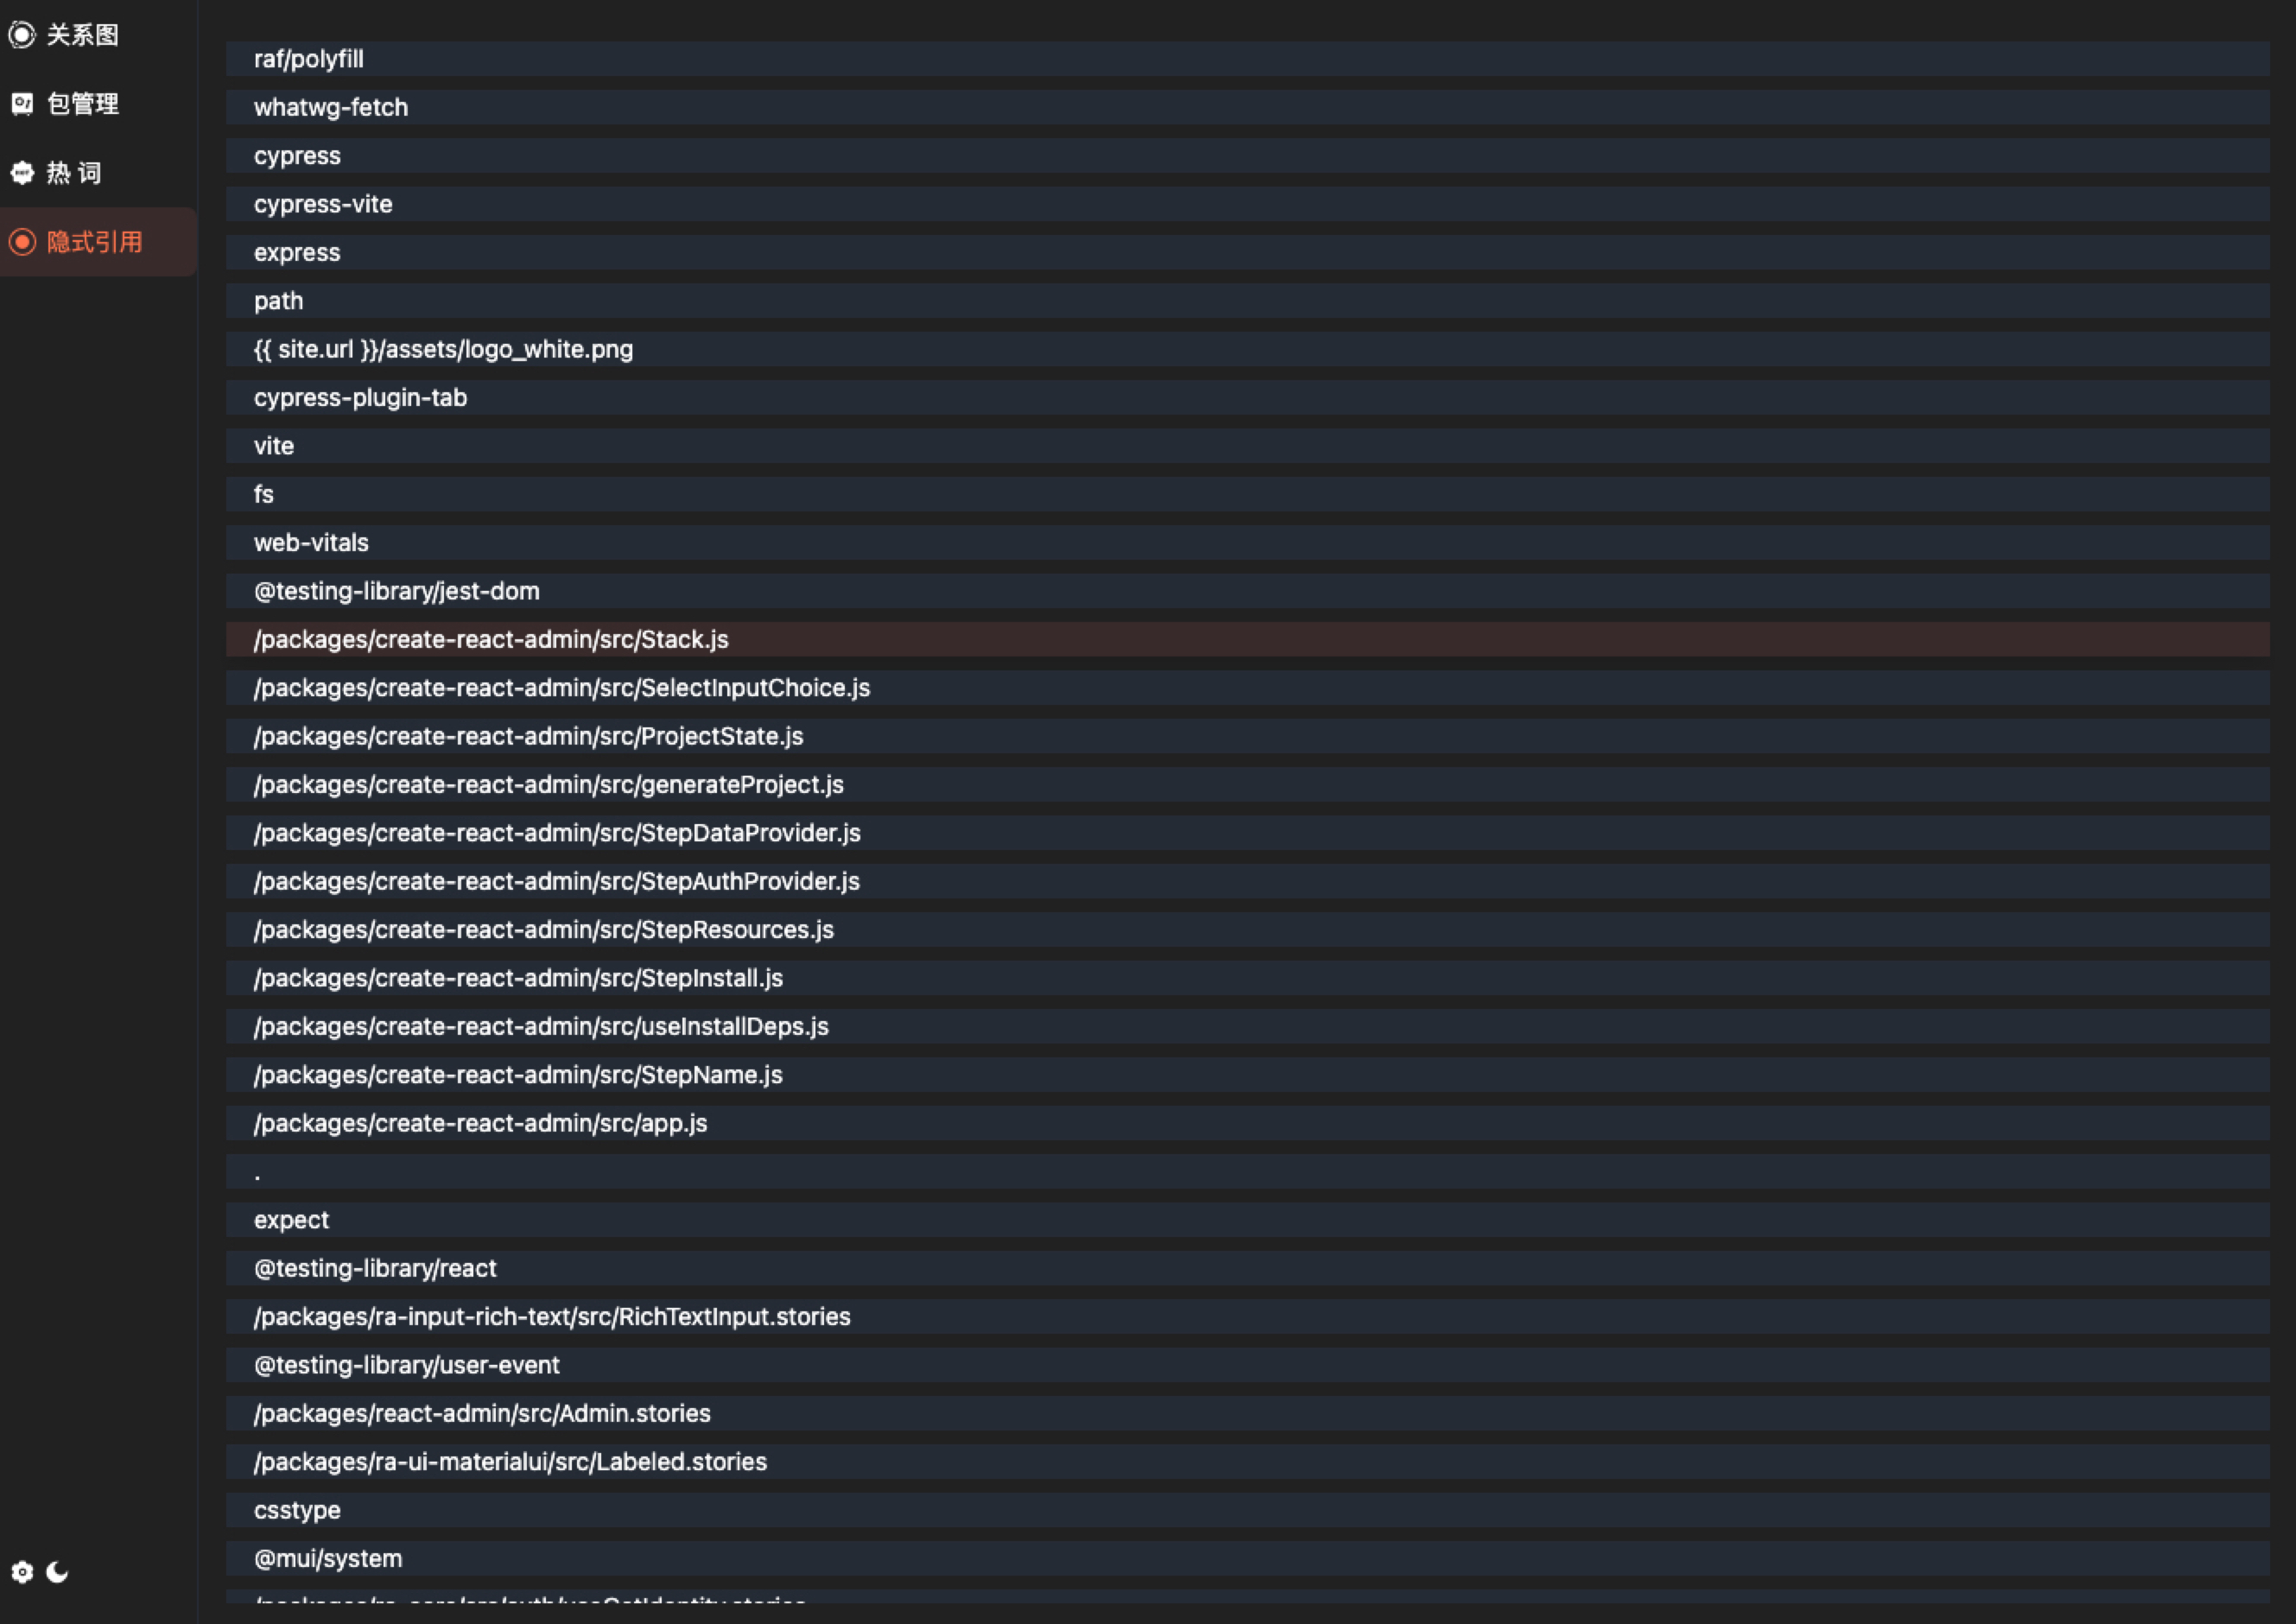 关系图
包管理
热 词
隐式引用
raf/polyfill
whatwg-fetch
cypress
cypress-vite
express
path
{{ site.url }}/assets/logo_white.png
cypress-plugin-tab
vite
fs
web-vitals
@testing-library/jest-dom
/packages/create-react-admin/src/Stack.js
/packages/create-react-admin/src/SelectInputChoice.js
/packages/create-react-admin/src/ProjectState.js
/packages/create-react-admin/src/generateProject.js
/packages/create-react-admin/src/StepDataProvider.js
/packages/create-react-admin/src/StepAuthProvider.js
/packages/create-react-admin/src/StepResources.js
/packages/create-react-admin/src/StepInstall.js
/packages/create-react-admin/src/useInstallDeps.js
/packages/create-react-admin/src/StepName.js
/packages/create-react-admin/src/app.js
.
expect
@testing-library/react
/packages/ra-input-rich-text/src/RichTextInput.stories
@testing-library/user-event
/packages/react-admin/src/Admin.stories
/packages/ra-ui-materialui/src/Labeled.stories
csstype
@mui/system